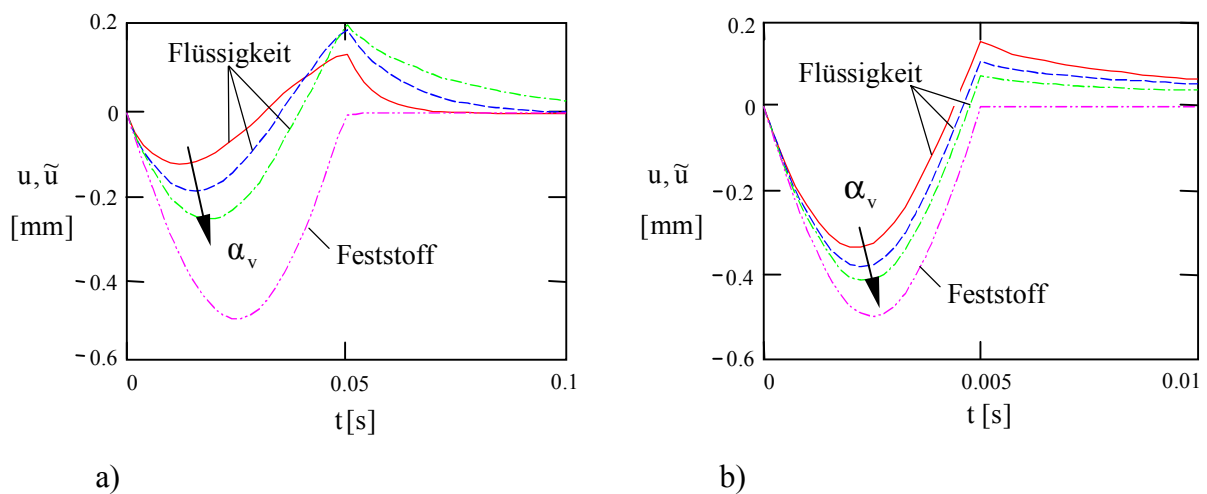 0.2
0
−0.2
−0.4
−0.6
u, ũ
[mm]
Flüssigkeit
α_v
Feststoff
0
0.05
0.1
t [s]
a)
0.2
0
−0.2
−0.4
−0.6
u, ũ
[mm]
Flüssigkeit
α_v
Feststoff
0
0.005
0.01
t [s]
b)